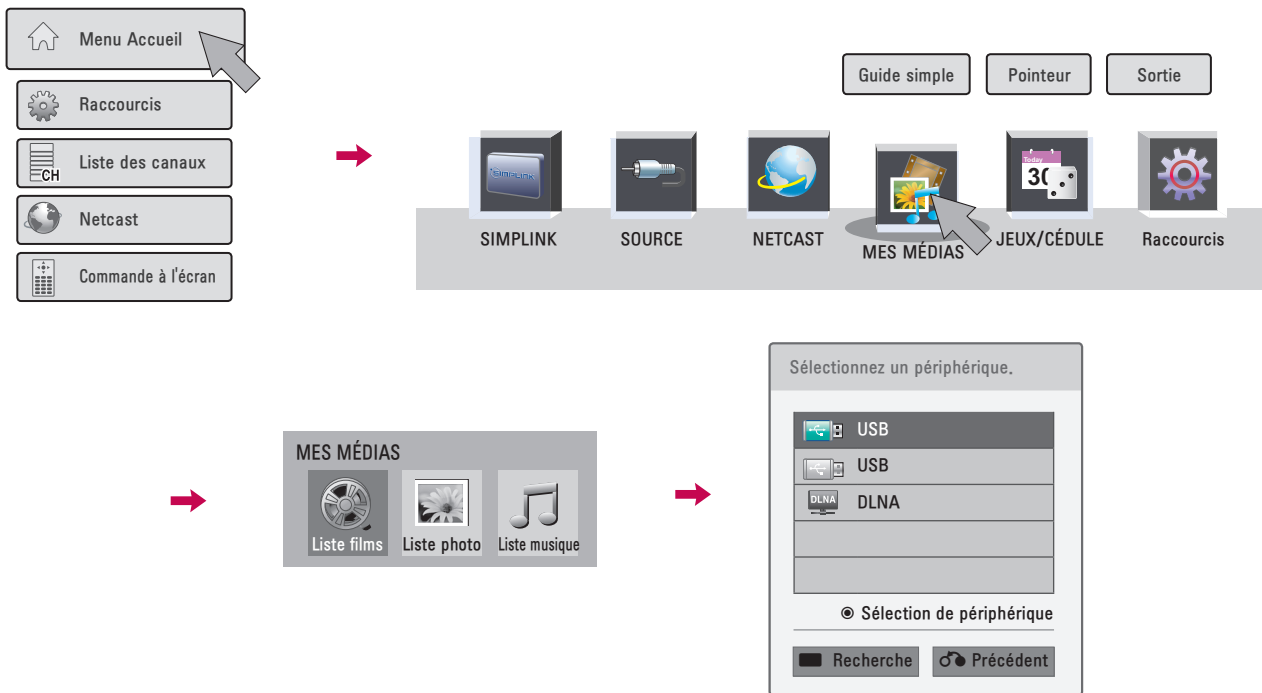 Menu Accueil
Raccourcis
Liste des canaux
CH
Netcast
Commande à l'écran
Guide simple
Pointeur
Sortie
SIMPLINK
Today
30
SIMPLINK
SOURCE
NETCAST
MES MÉDIAS
JEUX/CÉDULE
Raccourcis
MES MÉDIAS
Liste films
Liste photo
Liste musique
Sélectionnez un périphérique.
USB
USB
DLNA
DLNA
Sélection de périphérique
Recherche
Précédent